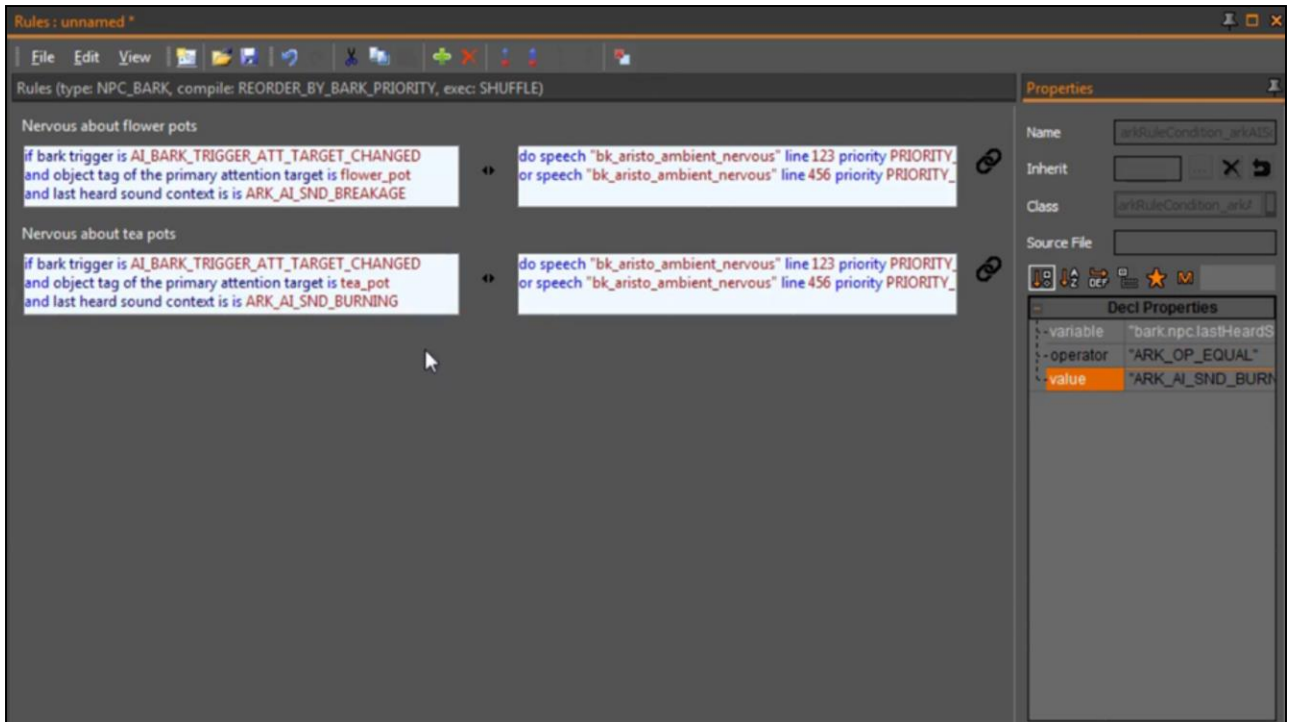 Rules : unnamed *
File Edit View
Rules (type: NPC_BARK, compile: REORDER_BY_BARK_PRIORITY, exec: SHUFFLE)
Nervous about flower pots
if bark trigger is AI_BARK_TRIGGER_ATT_TARGET_CHANGED
and object tag of the primary attention target is flower_pot
and last heard sound context is is ARK_AI_SND_BREAKAGE
do speech "bk_aristo_ambient_nervous" line 123 priority PRIORITY_
or speech "bk_aristo_ambient_nervous" line 456 priority PRIORITY_
Nervous about tea pots
if bark trigger is AI_BARK_TRIGGER_ATT_TARGET_CHANGED
and object tag of the primary attention target is tea_pot
and last heard sound context is is ARK_AI_SND_BURNING
do speech "bk_aristo_ambient_nervous" line 123 priority PRIORITY_
or speech "bk_aristo_ambient_nervous" line 456 priority PRIORITY_
Properties
Name
Inherit ...
Class
Source File
DEF M
Decl Properties
variable "bark.npc.lastHeardS
operator "ARK_OP_EQUAL"
value "ARK_AI_SND_BURN